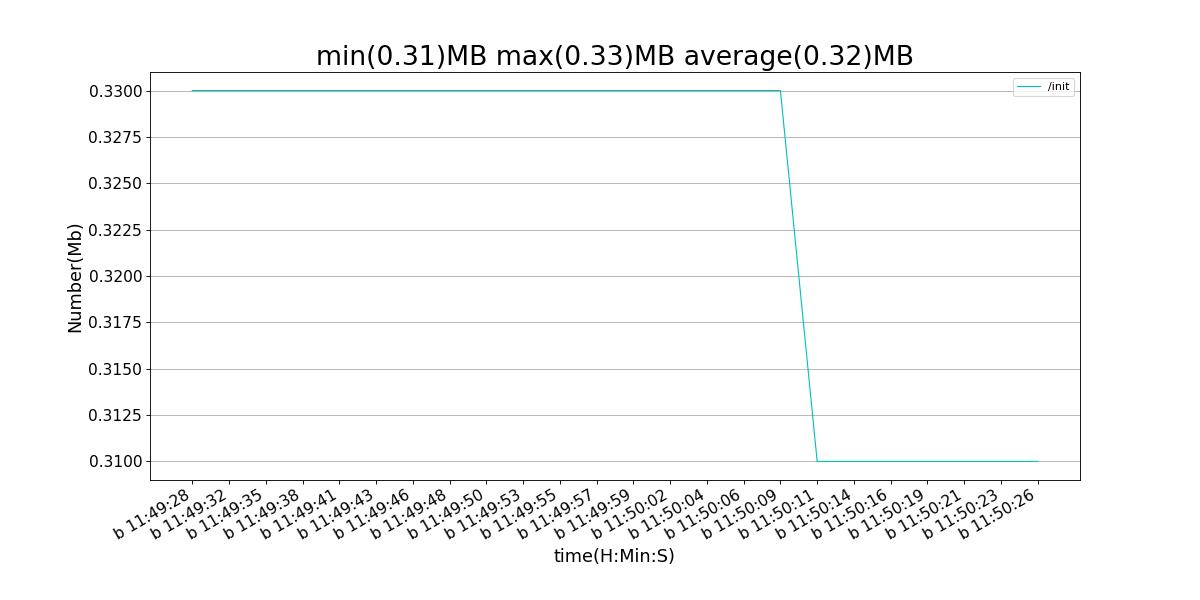 min(0.31)MB max(0.33)MB average(0.32)MB
/init
0.3300
0.3275
0.3250
0.3225
0.3200
0.3175
0.3150
0.3125
0.3100
Number(Mb)
b 11:49:28
b 11:49:32
b 11:49:35
b 11:49:38
b 11:49:41
b 11:49:43
b 11:49:46
b 11:49:48
b 11:49:50
b 11:49:53
b 11:49:55
b 11:49:57
b 11:49:59
b 11:50:02
b 11:50:04
b 11:50:06
b 11:50:09
b 11:50:11
b 11:50:14
b 11:50:16
b 11:50:19
b 11:50:21
b 11:50:23
b 11:50:26
time(H:Min:S)